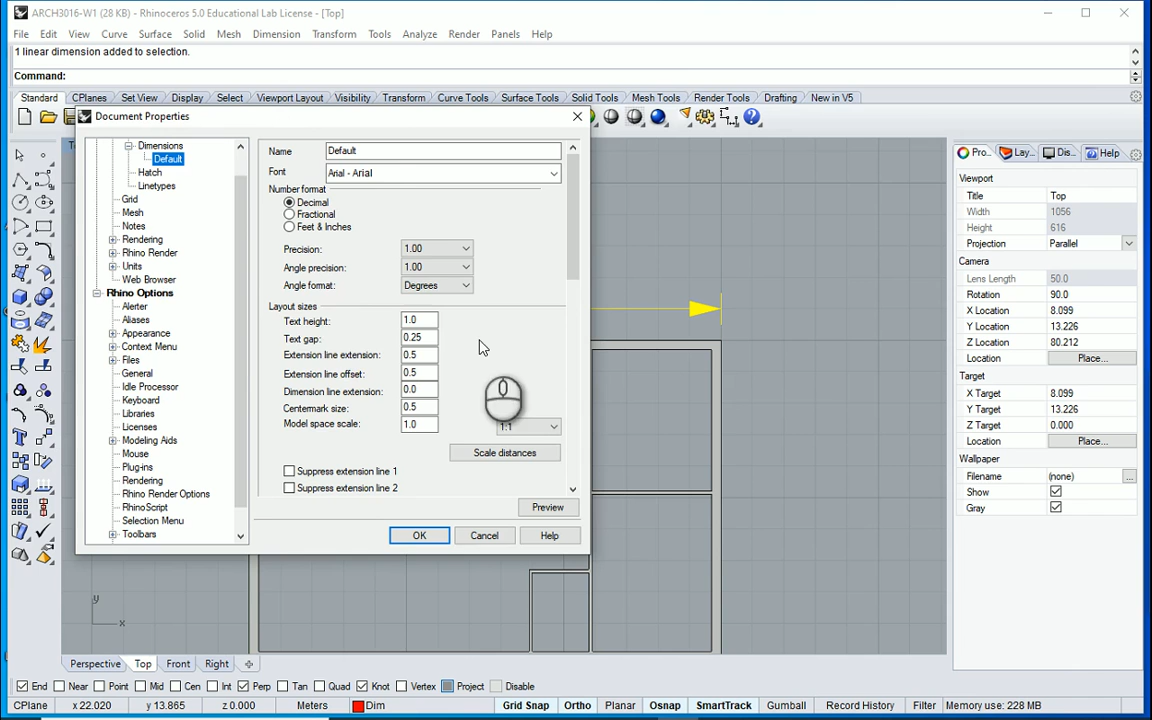 ARCH3016-W1 (28 KB) - Rhinoceros 5.0 Educational Lab License - [Top]
File Edit View Curve Surface Solid Mesh Dimension Transform Tools Analyze Render Panels Help
1 linear dimension added to selection.
Command:
Standard CPlanes Set View Display Select Viewport Layout Visibility Transform Curve Tools Surface Tools Solid Tools Mesh Tools Render Tools Drafting New in V5
Document Properties
Dimensions
Default
Hatch
Linetypes
Grid
Mesh
Notes
Rendering
Rhino Render
Units
Web Browser
Rhino Options
Alerter
Aliases
Appearance
Context Menu
Files
General
Idle Processor
Keyboard
Libraries
Licenses
Modeling Aids
Mouse
Plug-ins
Rendering
Rhino Render Options
RhinoScript
Selection Menu
Toolbars
Name Default
Font Arial - Arial
Number format
Decimal
Fractional
Feet & Inches
Precision: 1.00
Angle precision: 1.00
Angle format: Degrees
Layout sizes
Text height: 1.0
Text gap: 0.25
Extension line extension: 0.5
Extension line offset: 0.5
Dimension line extension: 0.0
Centermark size: 0.5
Model space scale: 1.0 1:1
Scale distances
Suppress extension line 1
Suppress extension line 2
Preview
OK Cancel Help
Pro... Lay... Dis... Help
Viewport
Title Top
Width 1056
Height 616
Projection Parallel
Camera
Lens Length 50.0
Rotation 90.0
X Location 8.099
Y Location 13.226
Z Location 80.212
Location Place...
Target
X Target 8.099
Y Target 13.226
Z Target 0.000
Location Place...
Wallpaper
Filename (none) ...
Show
Gray
y
x
Perspective Top Front Right
End Near Point Mid Cen Int Perp Tan Quad Knot Vertex Project Disable
CPlane x 22.020 y 13.865 z 0.000 Meters Dim Grid Snap Ortho Planar Osnap SmartTrack Gumball Record History Filter Memory use: 228 MB